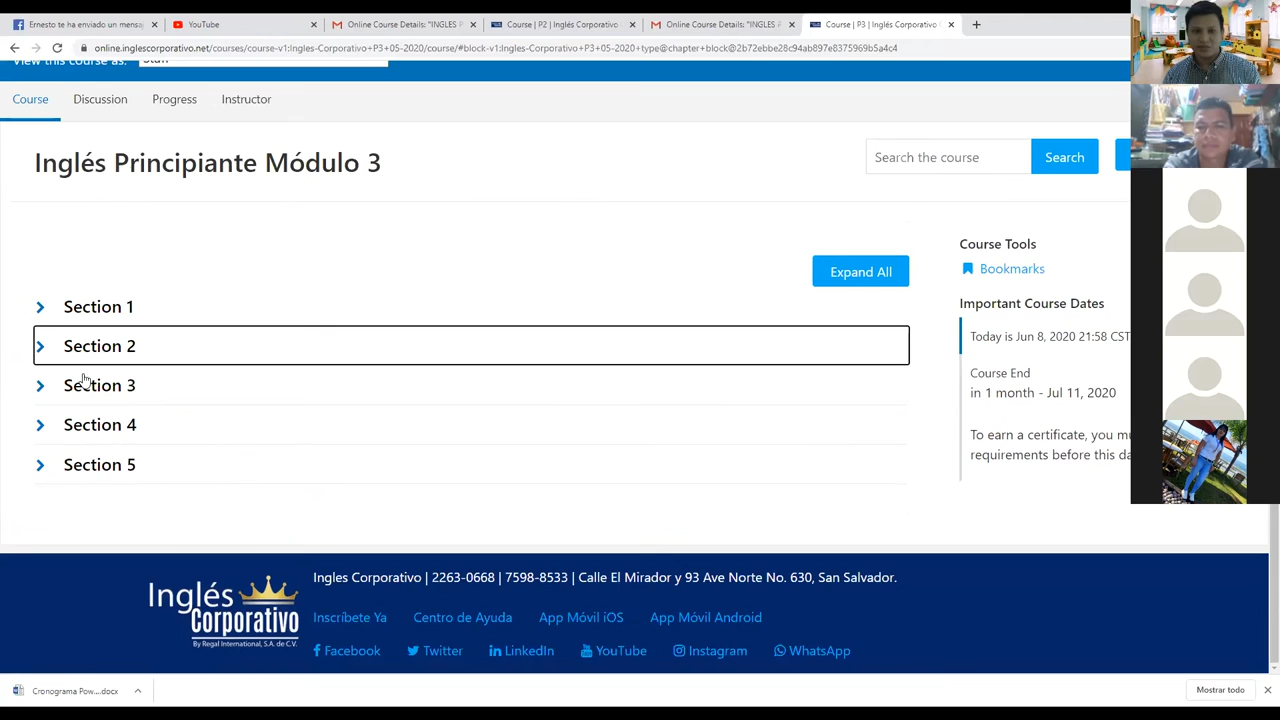 Ernesto te ha enviado un mensaj
YouTube
Online Course Details: "INGLES P
Course | P2 | Inglés Corporativo
Online Course Details: "INGLES P
Course | P3 | Inglés Corporativo
online.inglescorporativo.net/courses/course-v1:Ingles-Corporativo+P3+05-2020/course/#block-v1:Ingles-Corporativo+P3+05-2020+type@chapter+block@2b72ebbe28c94ab897e8375969b5a4c4
View this course as: Staff
Course
Discussion
Progress
Instructor
Inglés Principiante Módulo 3
Search the course
Search
Expand All
Section 1
Section 2
Section 3
Section 4
Section 5
Course Tools
Bookmarks
Important Course Dates
Today is Jun 8, 2020 21:58 CST
Course End
in 1 month - Jul 11, 2020
To earn a certificate, you mu
requirements before this da
Inglés
Corporativo
By Regal International, S.A. de C.V.
Ingles Corporativo | 2263-0668 | 7598-8533 | Calle El Mirador y 93 Ave Norte No. 630, San Salvador.
Inscríbete Ya
Centro de Ayuda
App Móvil iOS
App Móvil Android
Facebook
Twitter
LinkedIn
YouTube
Instagram
WhatsApp
Cronograma Pow....docx
Mostrar todo